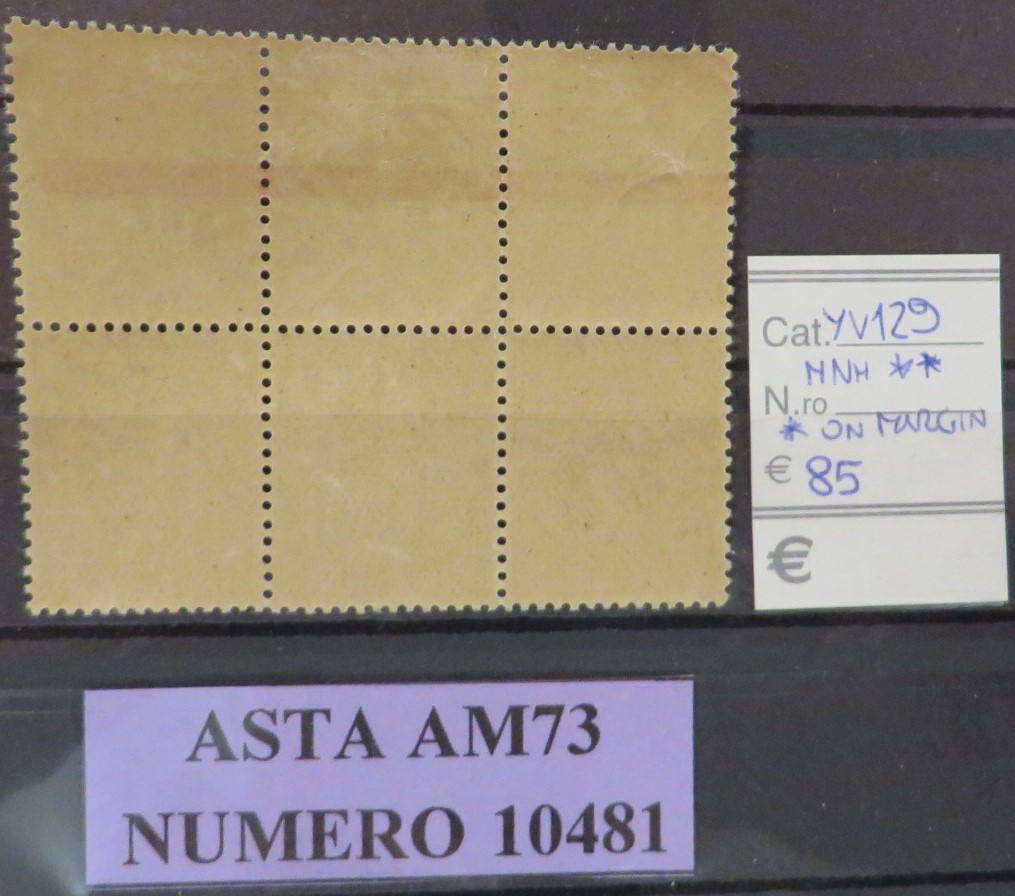 Cat. YV129
MNH **
N.ro
* ON MARGIN
€ 85
€
ASTA AM73
NUMERO 10481